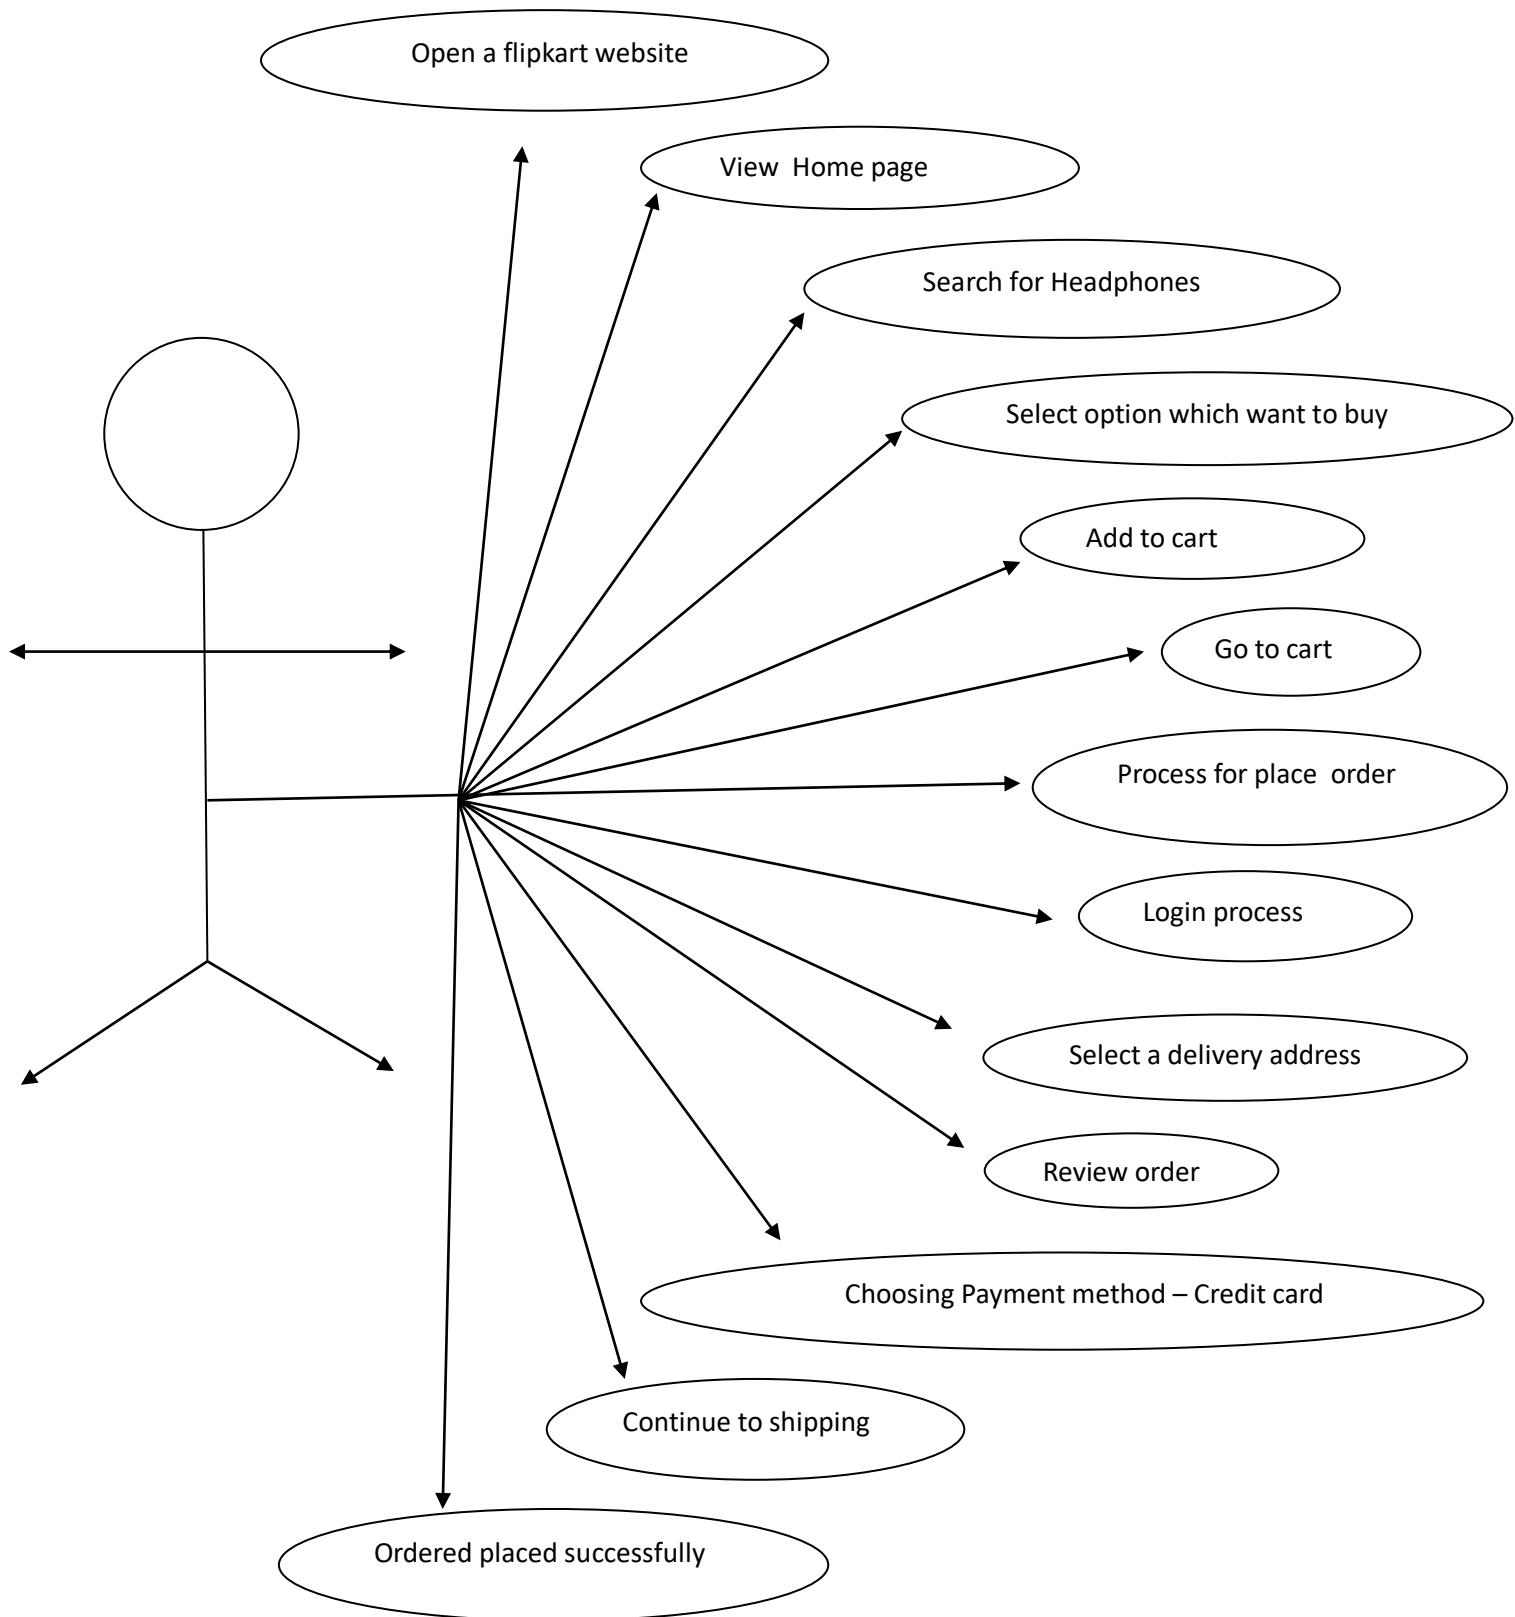 Open a flipkart website
View  Home page
Search for Headphones
Select option which want to buy
Add to cart
Go to cart
Process for place  order
Login process
Select a delivery address
Review order
Choosing Payment method – Credit card
Continue to shipping
Ordered placed successfully